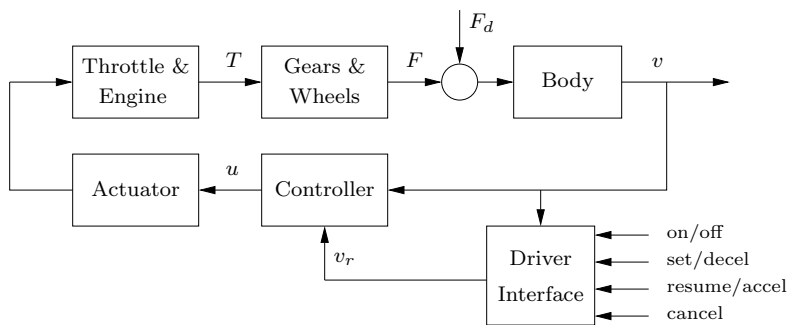 F_d
Throttle &
Engine
T
Gears &
Wheels
F
Body
v
Actuator
u
Controller
v_r
Driver
Interface
on/off
set/decel
resume/accel
cancel